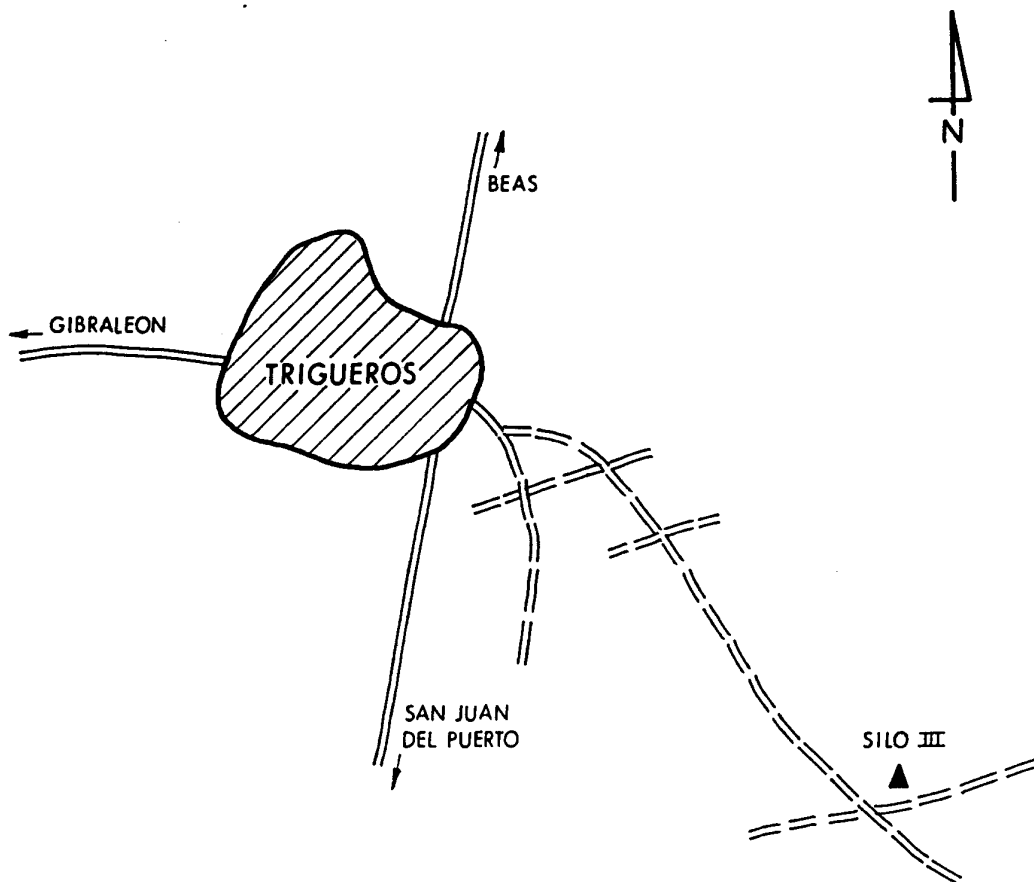 N
BEAS
GIBRALEON
TRIGUEROS
SAN JUAN
DEL PUERTO
SILO III